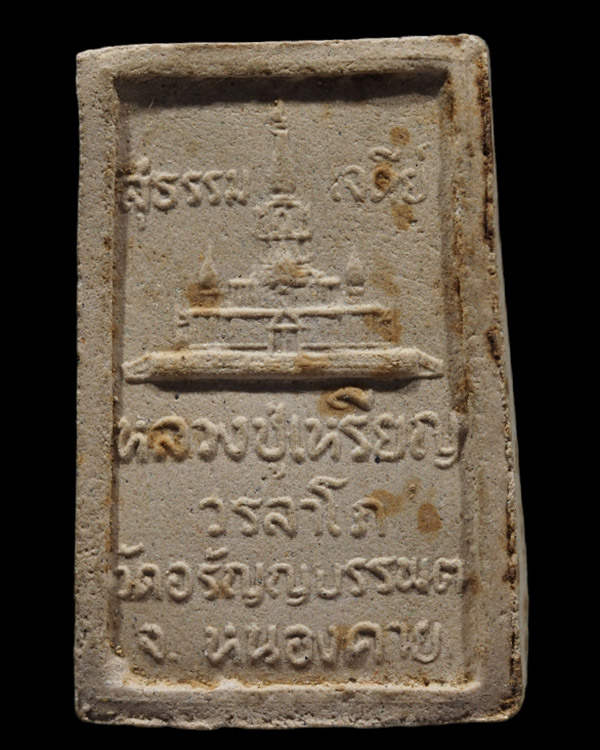 สุธรรม เจดีย์
หลวงปู่เหรียญ
วรลาโภ
วัดอรัญญบรรพต
จ. หนองคาย